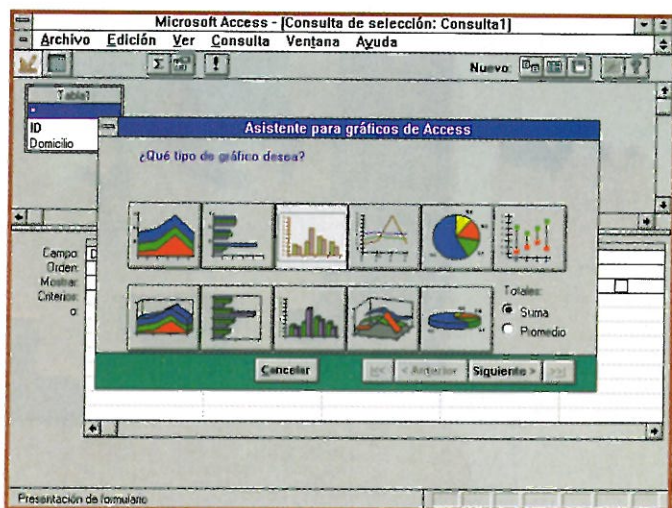 Microsoft Access - [Consulta de selección: Consulta1]
Archivo Edición Ver Consulta Ventana Ayuda
Σ ! Nuevo: ?
Tabla1
*
ID
Domicilio
Asistente para gráficos de Access
¿Qué tipo de gráfico desea?
Campo:
Orden:
Mostrar:
Criterios:
o:
Totales:
Suma
Promedio
Cancelar |<< < Anterior Siguiente > >>|
Presentación de formulario